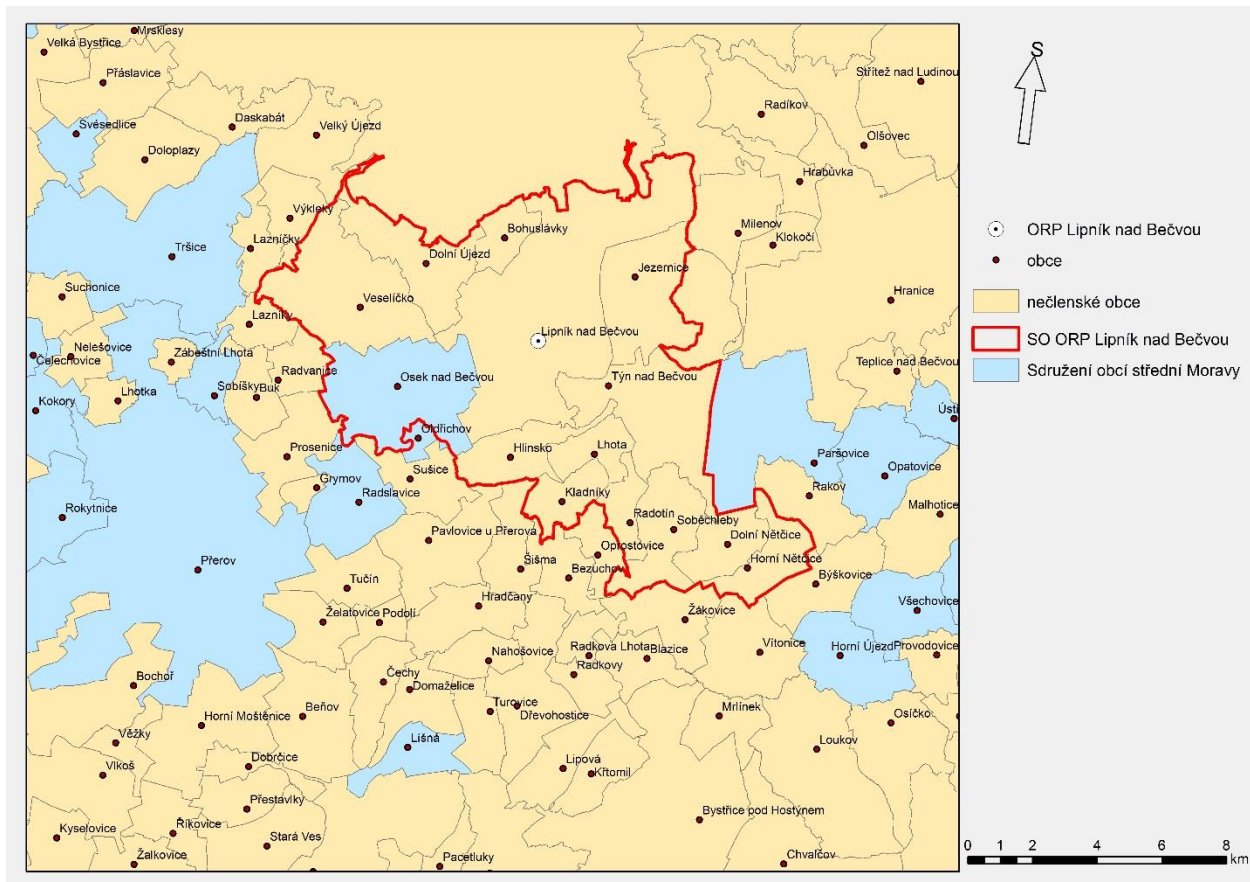 Mrsklesy
Velká Bystřice
Přáslavice
Střítež nad Ludinou
Radíkov
Daskabát
Svésedlice
Velký Újezd
Olšovec
Doloplazy
Hrabůvka
Výkleky
Milenov
Bohuslávky
Klokočí
Lazníčky
Tršice
Dolní Újezd
Jezernice
Suchonice
Hranice
Veselíčko
Lazníky
Lipník nad Bečvou
Nelešovice
Čelechovice
Zábeštní Lhota
Teplice nad Bečvou
Radvanice
Osek nad Bečvou
Týn nad Bečvou
Sobíšky
Buk
Lhotka
Kokory
Ústí
Oldřichov
Prosenice
Hlinsko
Lhota
Paršovice
Sušice
Opatovice
Grymov
Radslavice
Kladníky
Rakov
Rokytnice
Radotín
Soběchleby
Malhotice
Pavlovice u Přerova
Dolní Nětčice
Oprostovice
Přerov
Šišma
Bezuchov
Horní Nětčice
Býškovice
Tučín
Hradčany
Všechovice
Želatovice
Podolí
Žákovice
Radkova Lhota
Nahošovice
Blazice
Vítonice
Horní Újezd
Provodovice
Radkovy
Bochoř
Čechy
Domaželice
Turovice
Dřevohostice
Mrlínek
Horní Moštěnice
Beňov
Osíčko
Věžky
Líšná
Loukov
Vlkoš
Dobrčice
Lipová
Křtomil
Přestavlky
Bystřice pod Hostýnem
Kyselovice
Říkovice
Stará Ves
Žalkovice
Pacetluky
Chvalčov
S
ORP Lipník nad Bečvou
obce
nečlenské obce
SO ORP Lipník nad Bečvou
Sdružení obcí střední Moravy
0 1 2 4 6 8
km